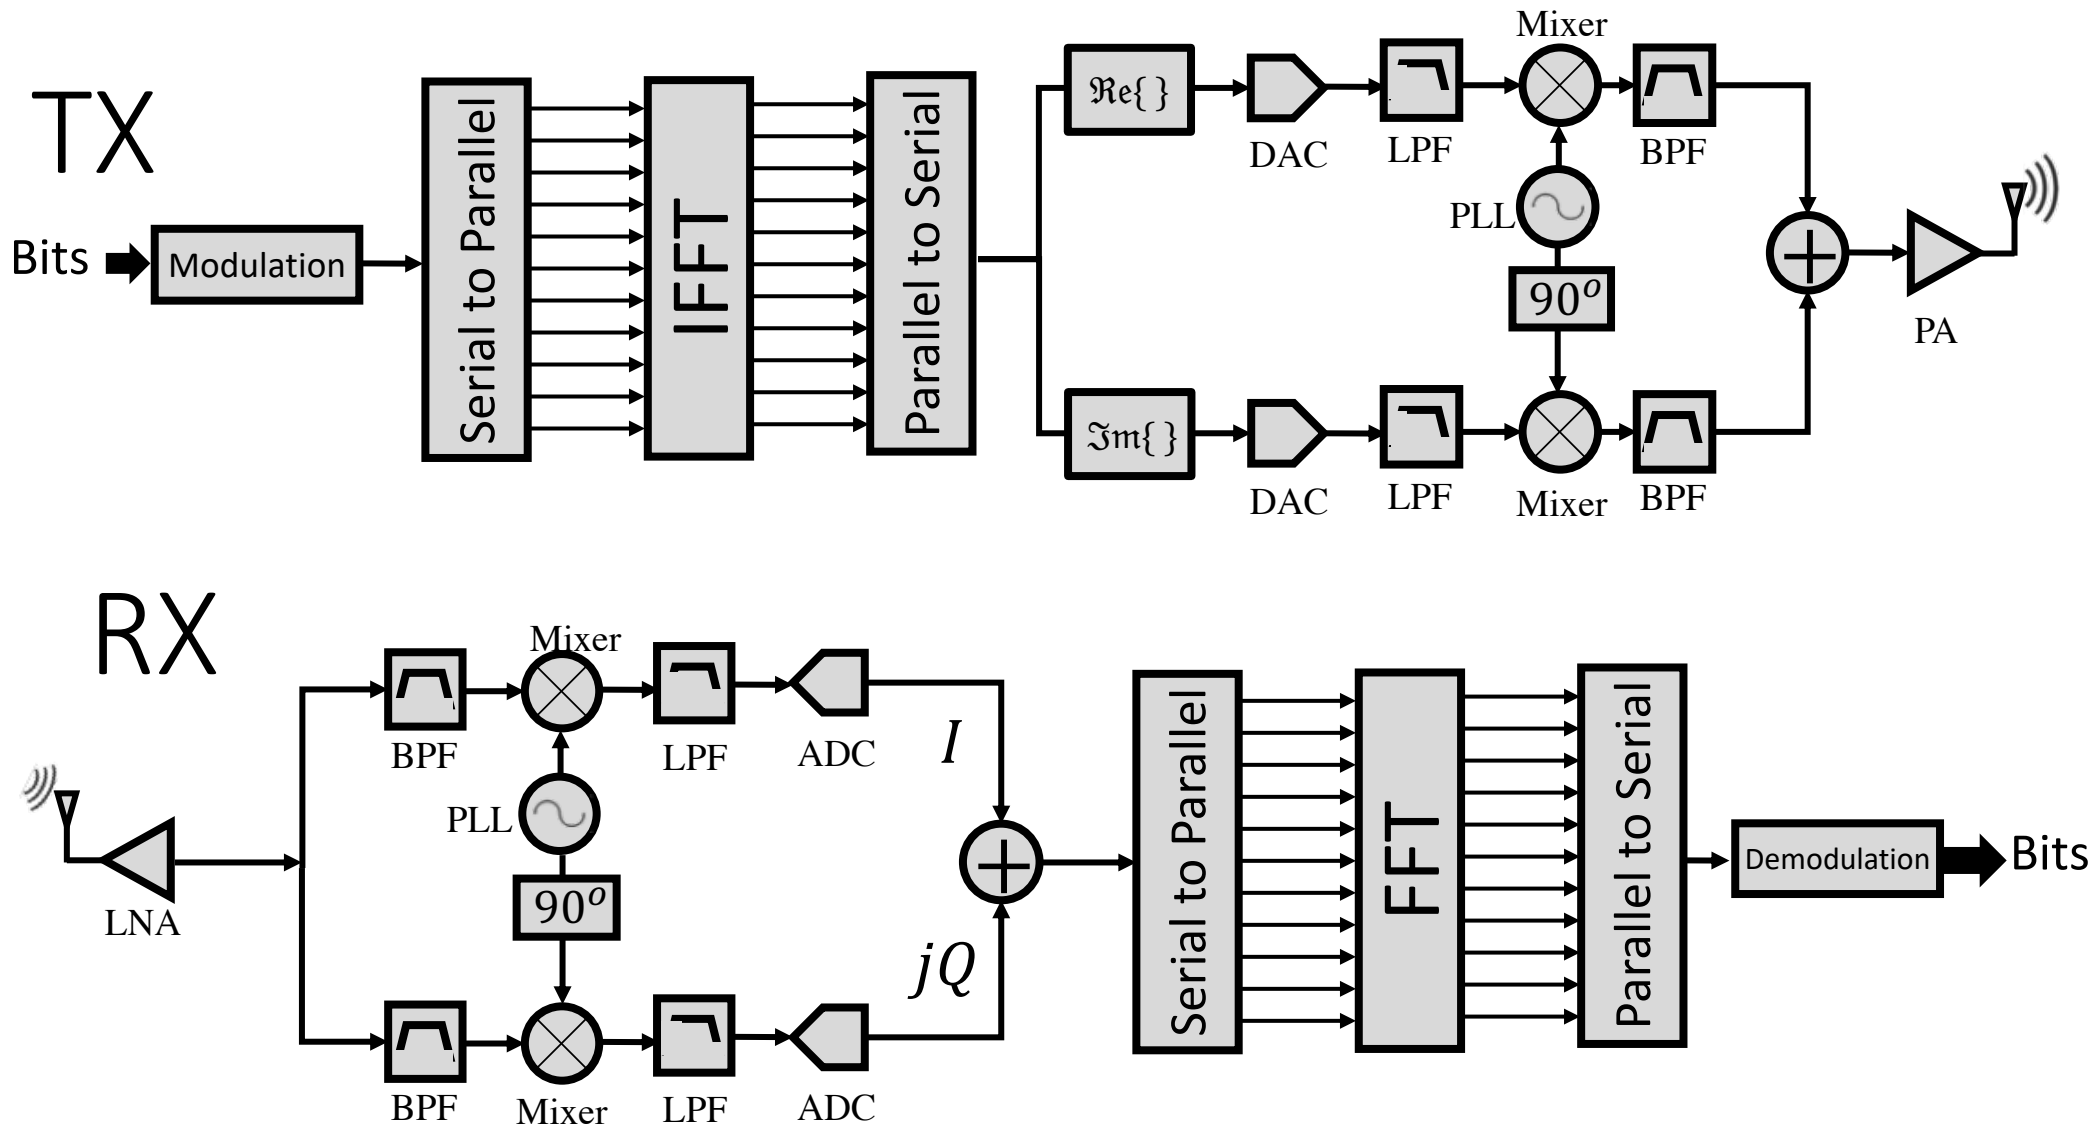 TX
Bits
Modulation
Serial to Parallel
IFFT
Parallel to Serial
ℜe{ }
DAC
LPF
Mixer
BPF
PLL
90º
ℑm{ }
DAC
LPF
Mixer
BPF
PA
RX
LNA
BPF
Mixer
LPF
ADC
PLL
90º
BPF
Mixer
LPF
ADC
I
jQ
Serial to Parallel
FFT
Parallel to Serial
Demodulation
Bits